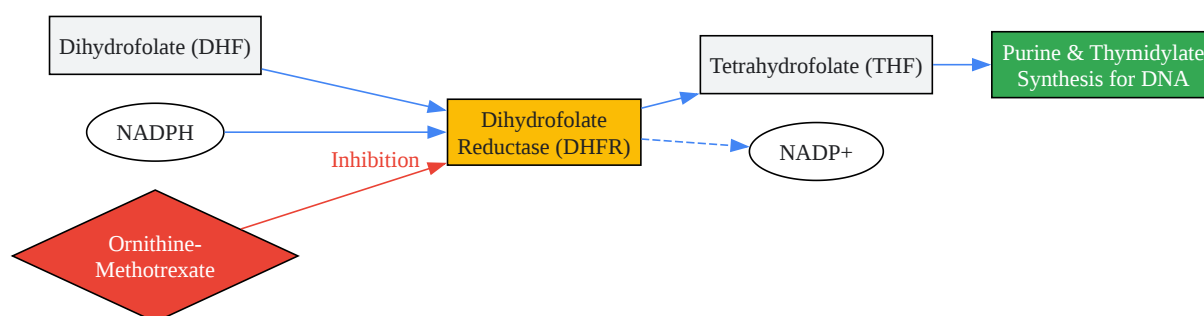 Dihydrofolate (DHF)
NADPH
Inhibition
Ornithine-
Methotrexate
Dihydrofolate
Reductase (DHFR)
Tetrahydrofolate (THF)
NADP+
Purine & Thymidylate
Synthesis for DNA